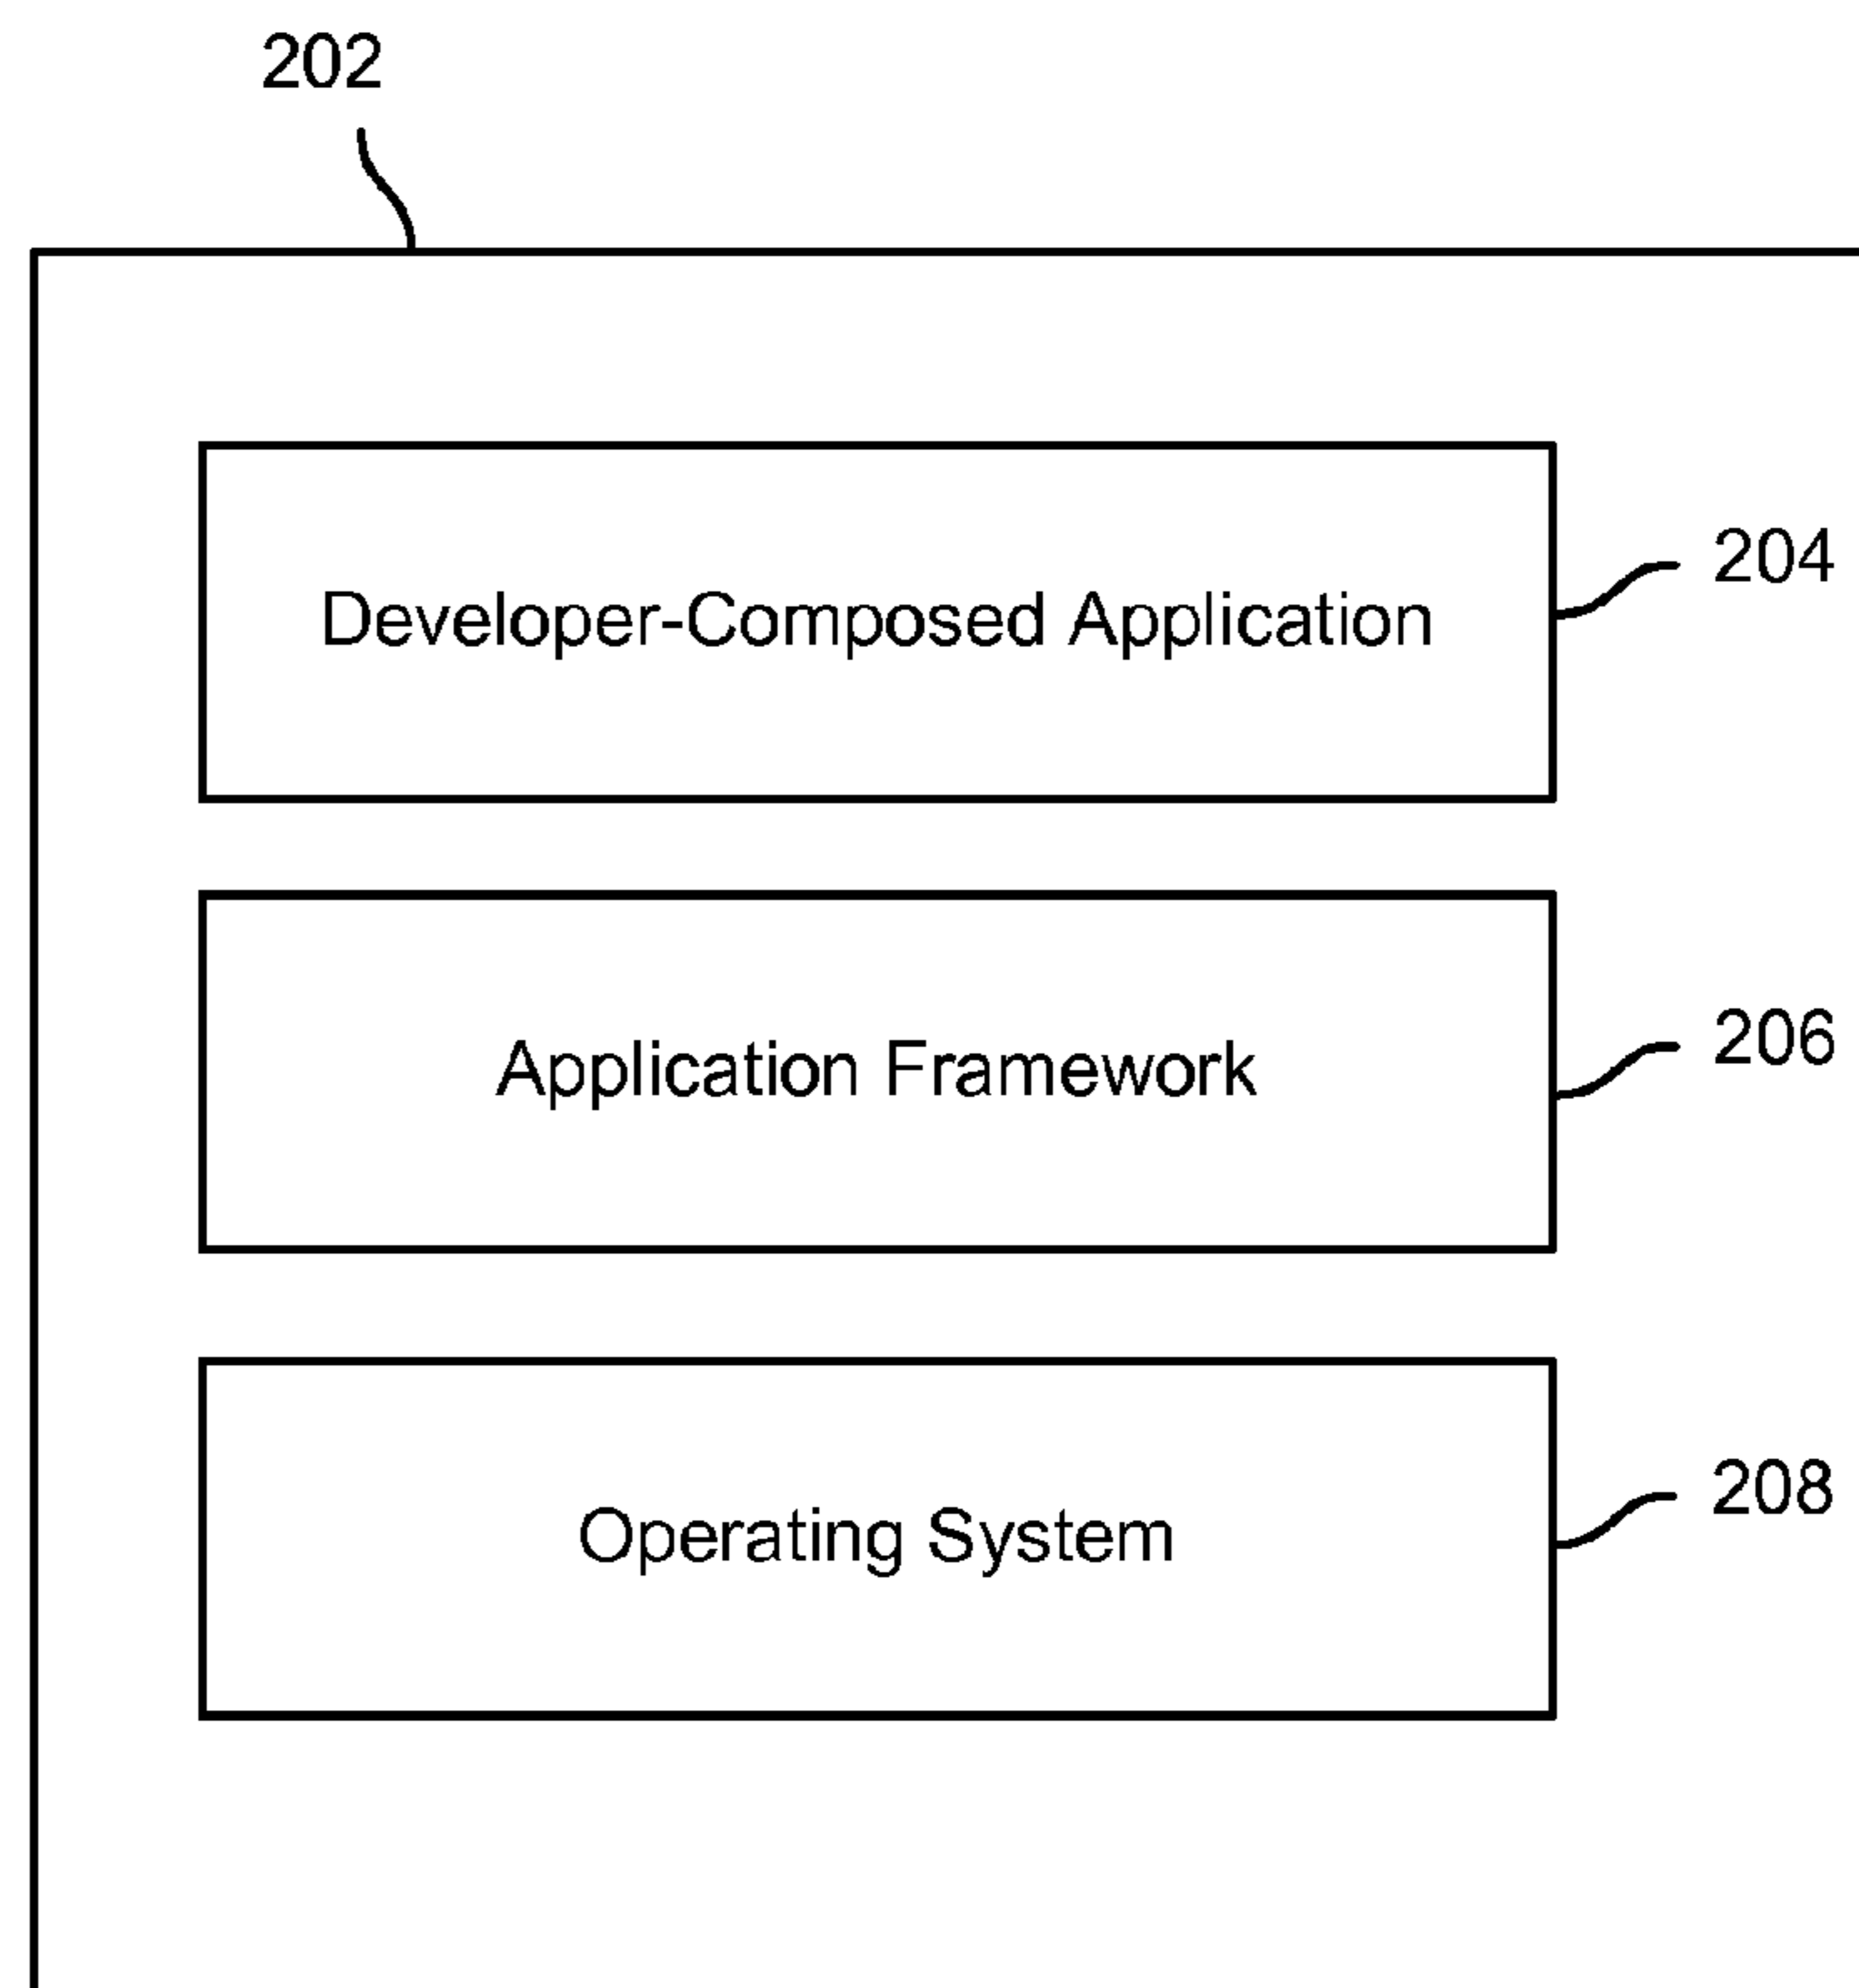 202
Developer-Composed Application
204
Application Framework
206
Operating System
208